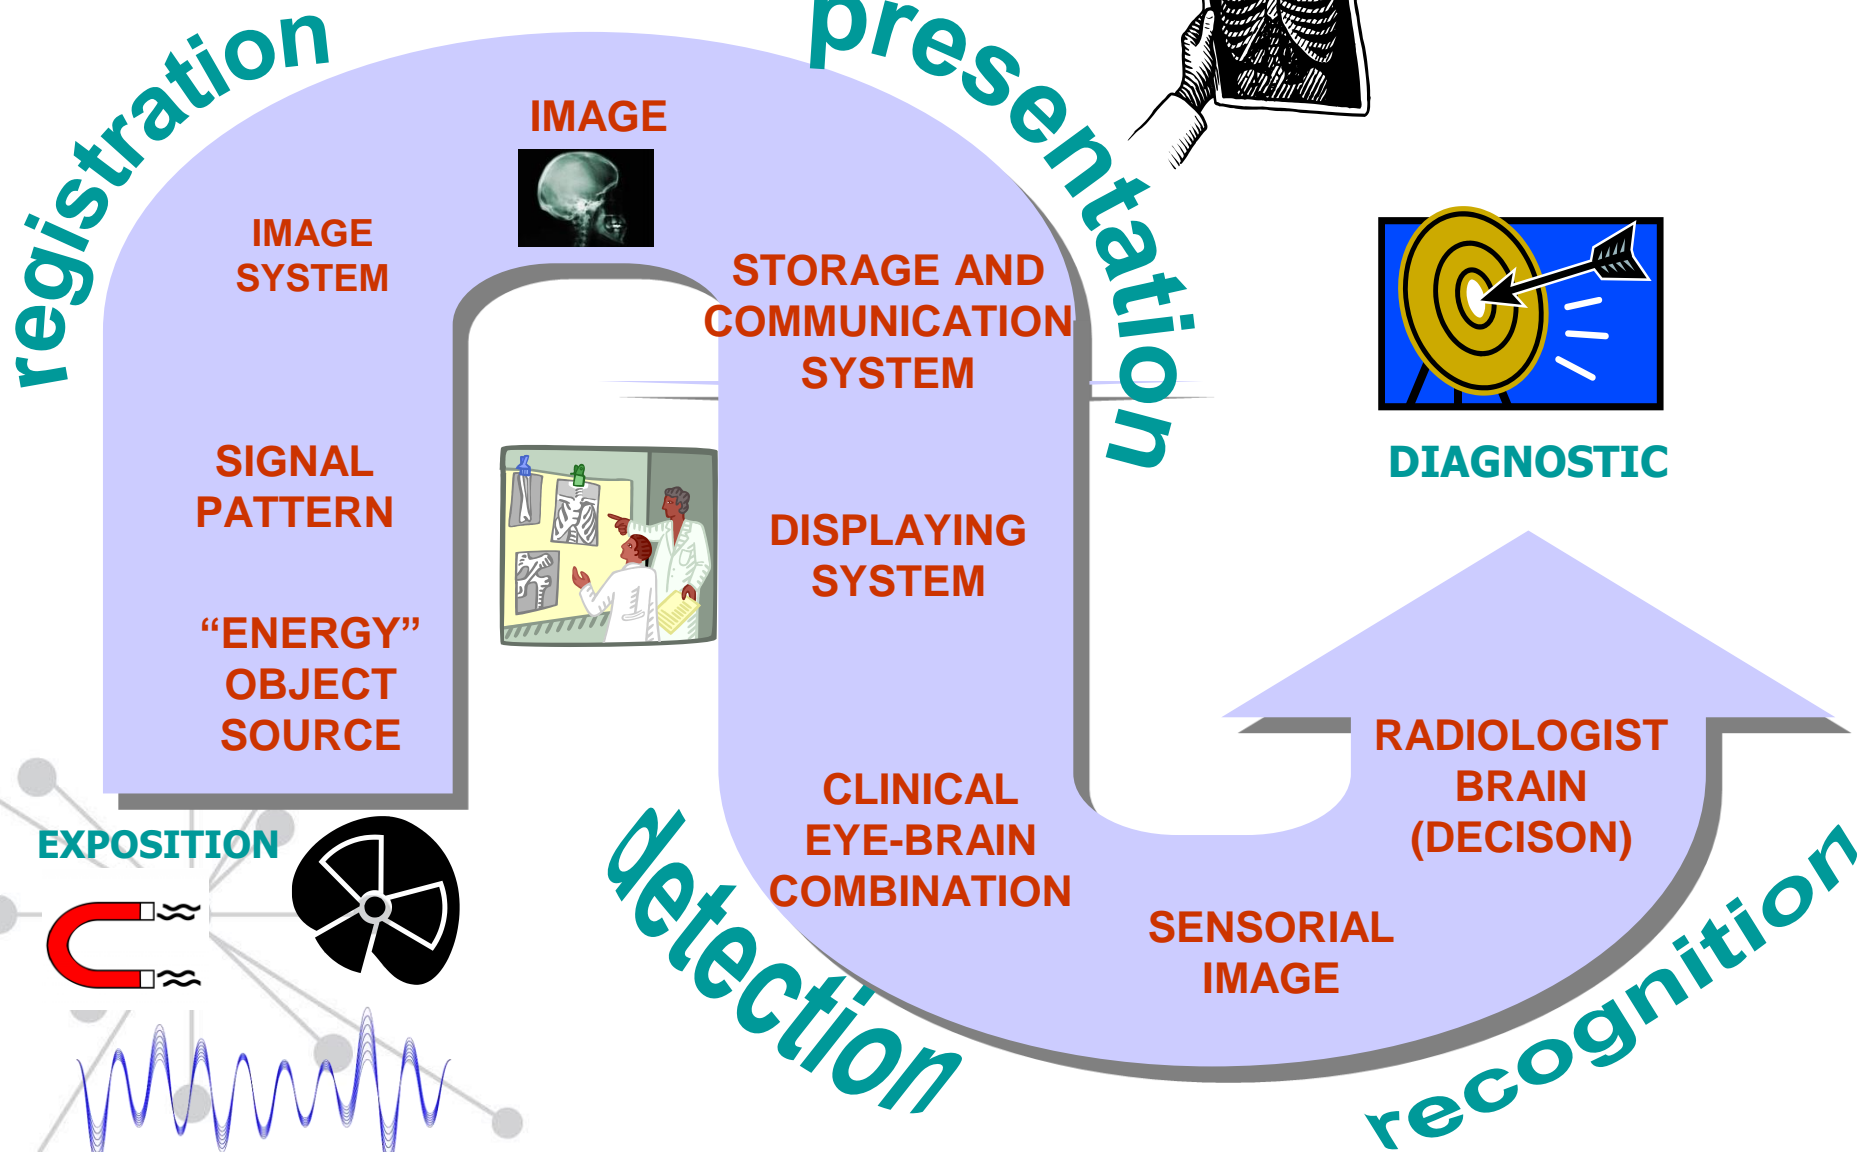 registration
presentation
IMAGE
IMAGE
SYSTEM
STORAGE AND
COMMUNICATION
SYSTEM
SIGNAL
PATTERN
DISPLAYING
SYSTEM
DIAGNOSTIC
“ENERGY”
OBJECT
SOURCE
CLINICAL
EYE-BRAIN
COMBINATION
RADIOLOGIST
BRAIN
(DECISON)
EXPOSITION
SENSORIAL
IMAGE
detection
recognition